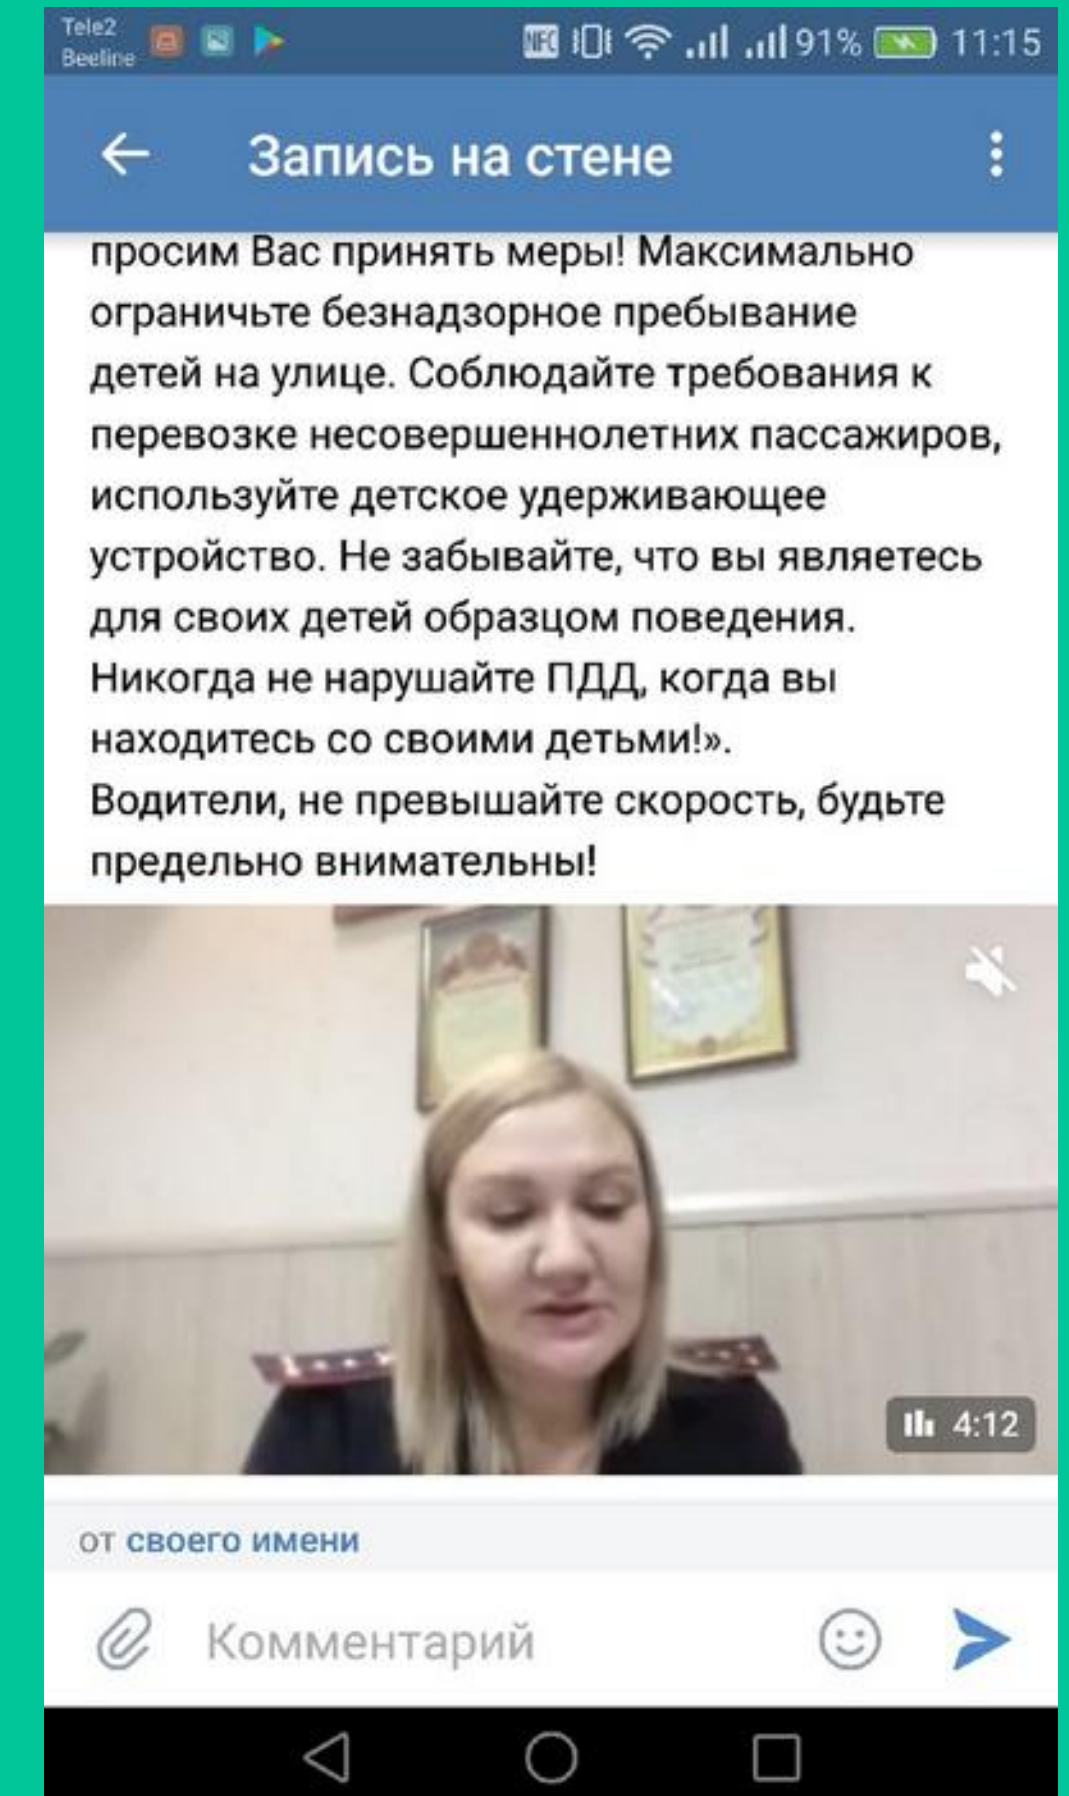 Tele2
Beeline
NFC
91%
11:15
Запись на стене
просим Вас принять меры! Максимально
ограничьте безнадзорное пребывание
детей на улице. Соблюдайте требования к
перевозке несовершеннолетних пассажиров,
используйте детское удерживающее
устройство. Не забывайте, что вы являетесь
для своих детей образцом поведения.
Никогда не нарушайте ПДД, когда вы
находитесь со своими детьми!».
Водители, не превышайте скорость, будьте
предельно внимательны!
4:12
от своего имени
Комментарий